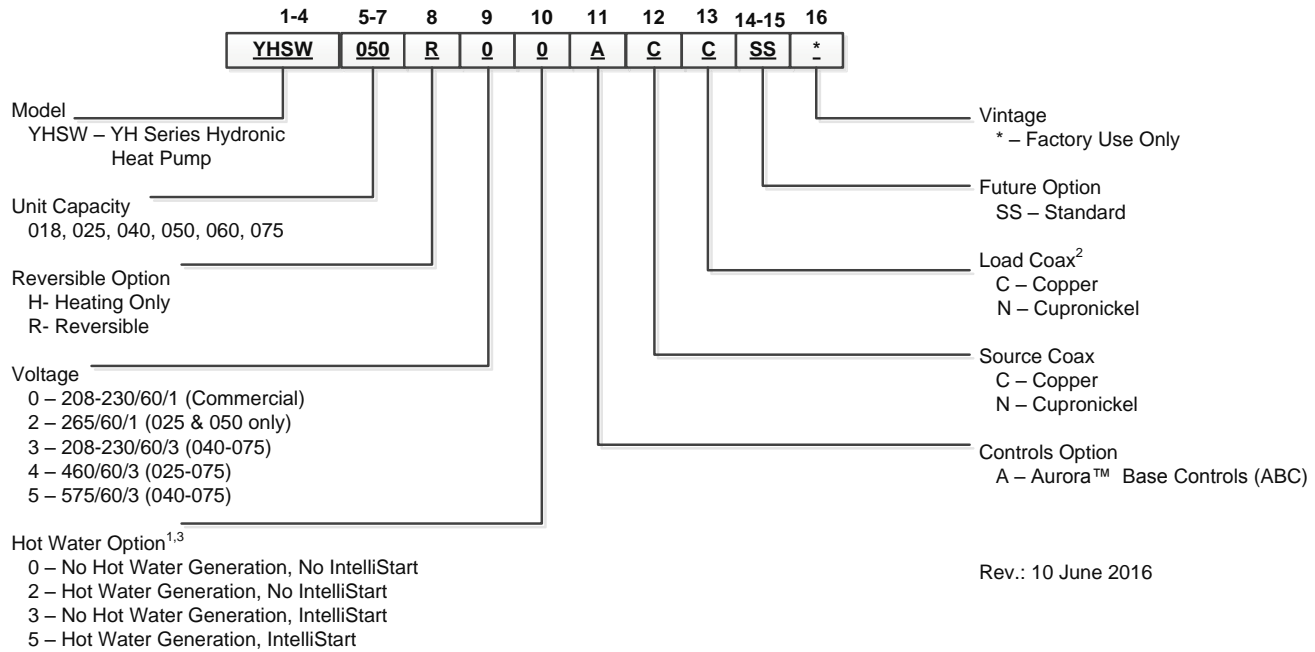 1-4 5-7 8 9 10 11 12 13 14-15 16
YHSW 050 R 0 0 A C C SS *
Model
YHSW – YH Series Hydronic
Heat Pump
Unit Capacity
018, 025, 040, 050, 060, 075
Reversible Option
H- Heating Only
R- Reversible
Voltage
0 – 208-230/60/1 (Commercial)
2 – 265/60/1 (025 & 050 only)
3 – 208-230/60/3 (040-075)
4 – 460/60/3 (025-075)
5 – 575/60/3 (040-075)
Hot Water Option1,3
0 – No Hot Water Generation, No IntelliStart
2 – Hot Water Generation, No IntelliStart
3 – No Hot Water Generation, IntelliStart
5 – Hot Water Generation, IntelliStart
Vintage
* – Factory Use Only
Future Option
SS – Standard
Load Coax2
C – Copper
N – Cupronickel
Source Coax
C – Copper
N – Cupronickel
Controls Option
A – Aurora™ Base Controls (ABC)
Rev.: 10 June 2016